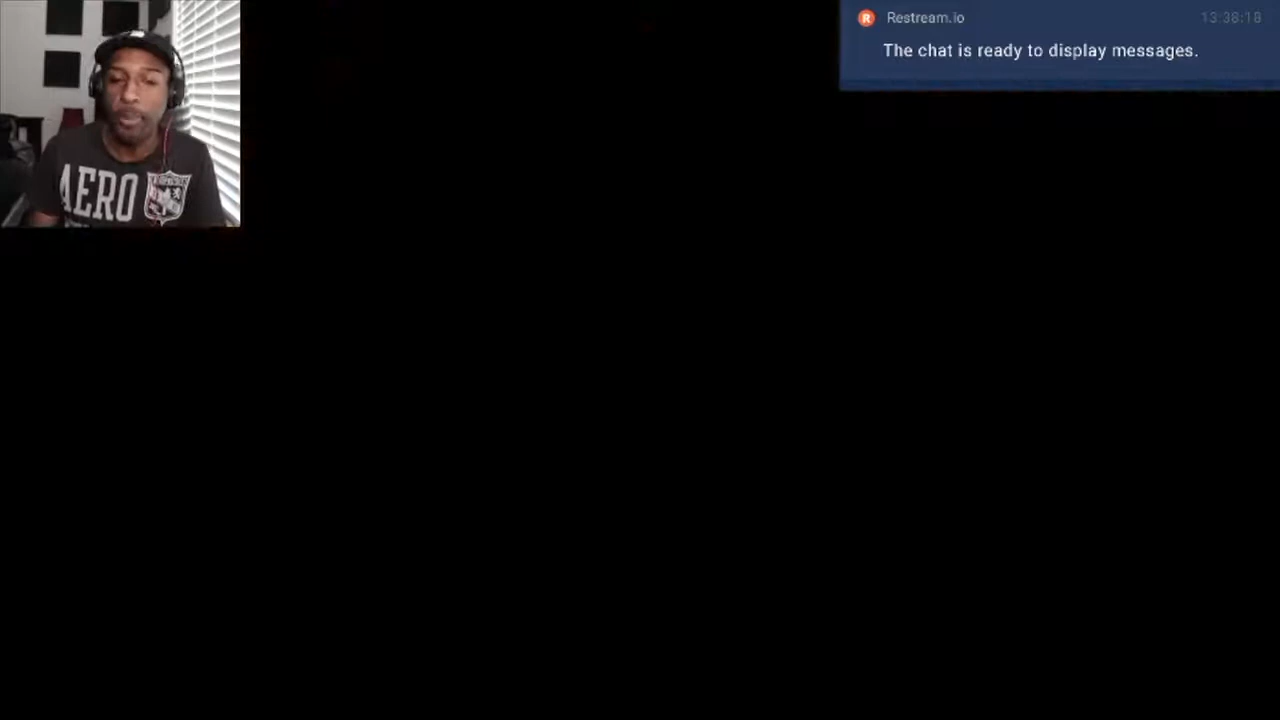 Restream.io 13:38:18
The chat is ready to display messages.
AERO